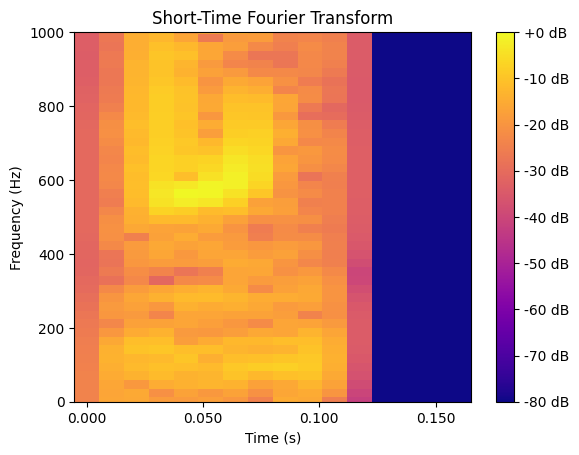 Short-Time Fourier Transform
Frequency (Hz)
1000
800
600
400
200
0
0.000
0.050
0.100
0.150
Time (s)
+0 dB
-10 dB
-20 dB
-30 dB
-40 dB
-50 dB
-60 dB
-70 dB
-80 dB